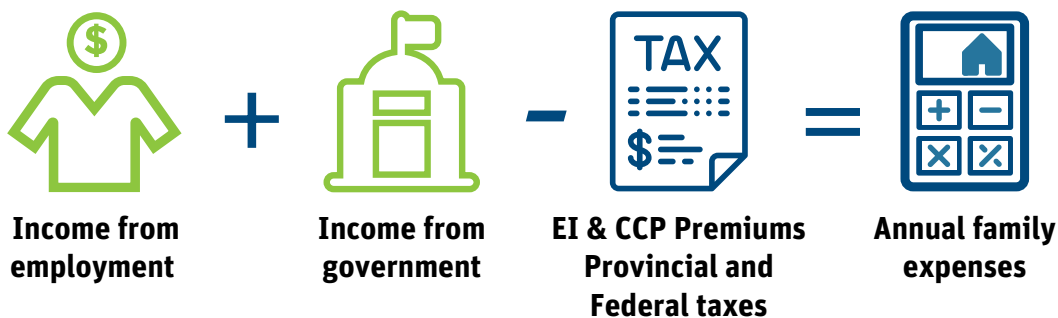 $
+
-
TAX
$
=
+ −
× %
Income from
employment
Income from
government
EI & CCP Premiums
Provincial and
Federal taxes
Annual family
expenses